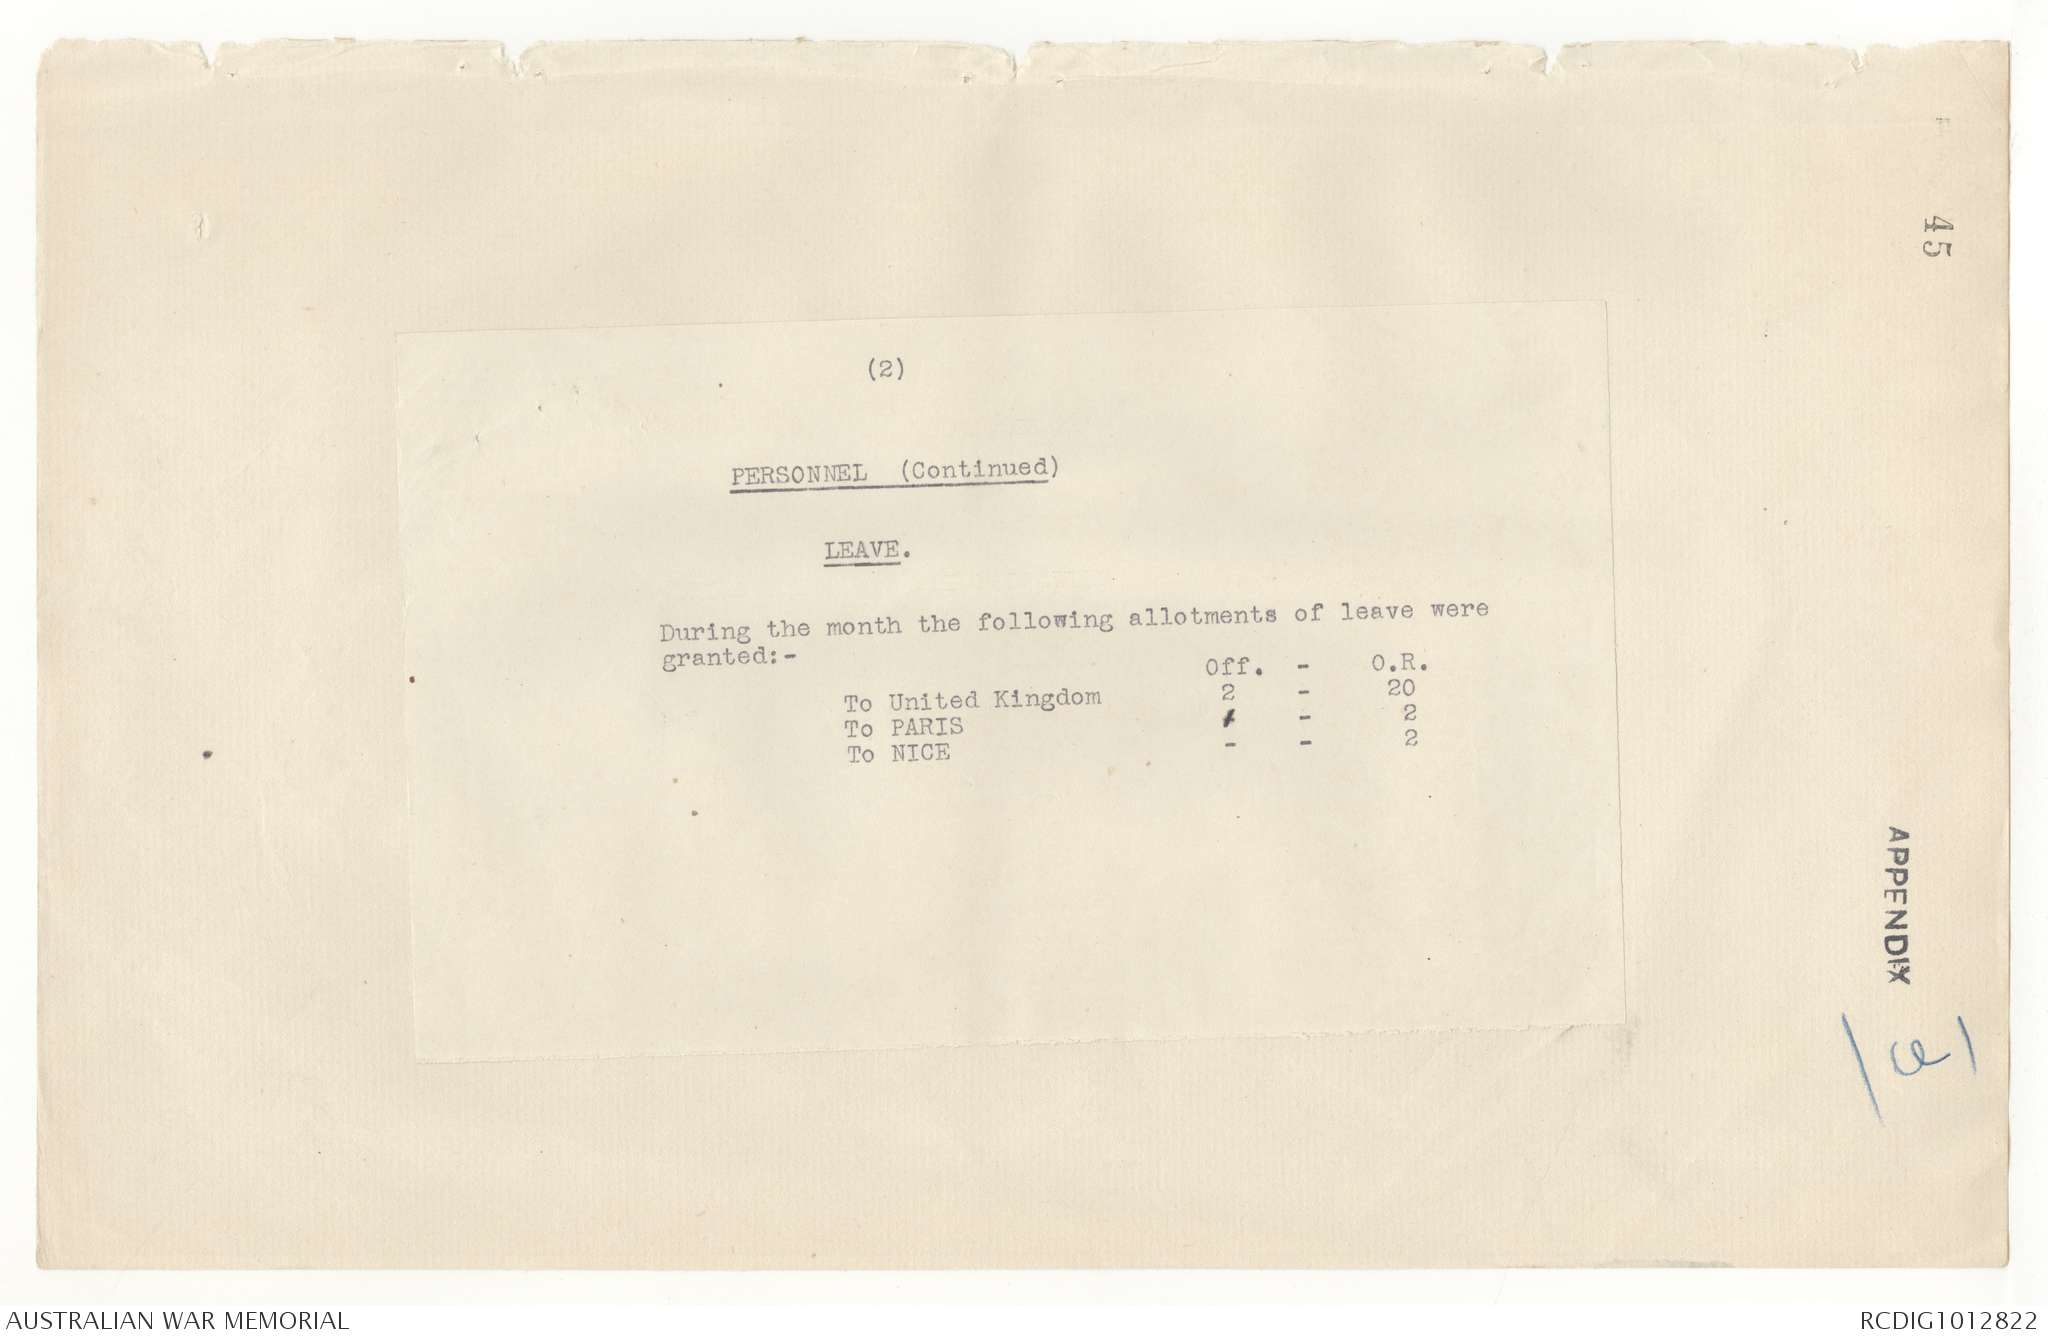 45
(2)
PERSONNEL (Continued)
LEAVE.
During the month the following allotments of leave were
granted:-
Off. - O.R.
To United Kingdom 2 - 20
To PARIS 1 - 2
To NICE - - 2
APPENDIX
AUSTRALIAN WAR MEMORIAL
RCDIG1012822